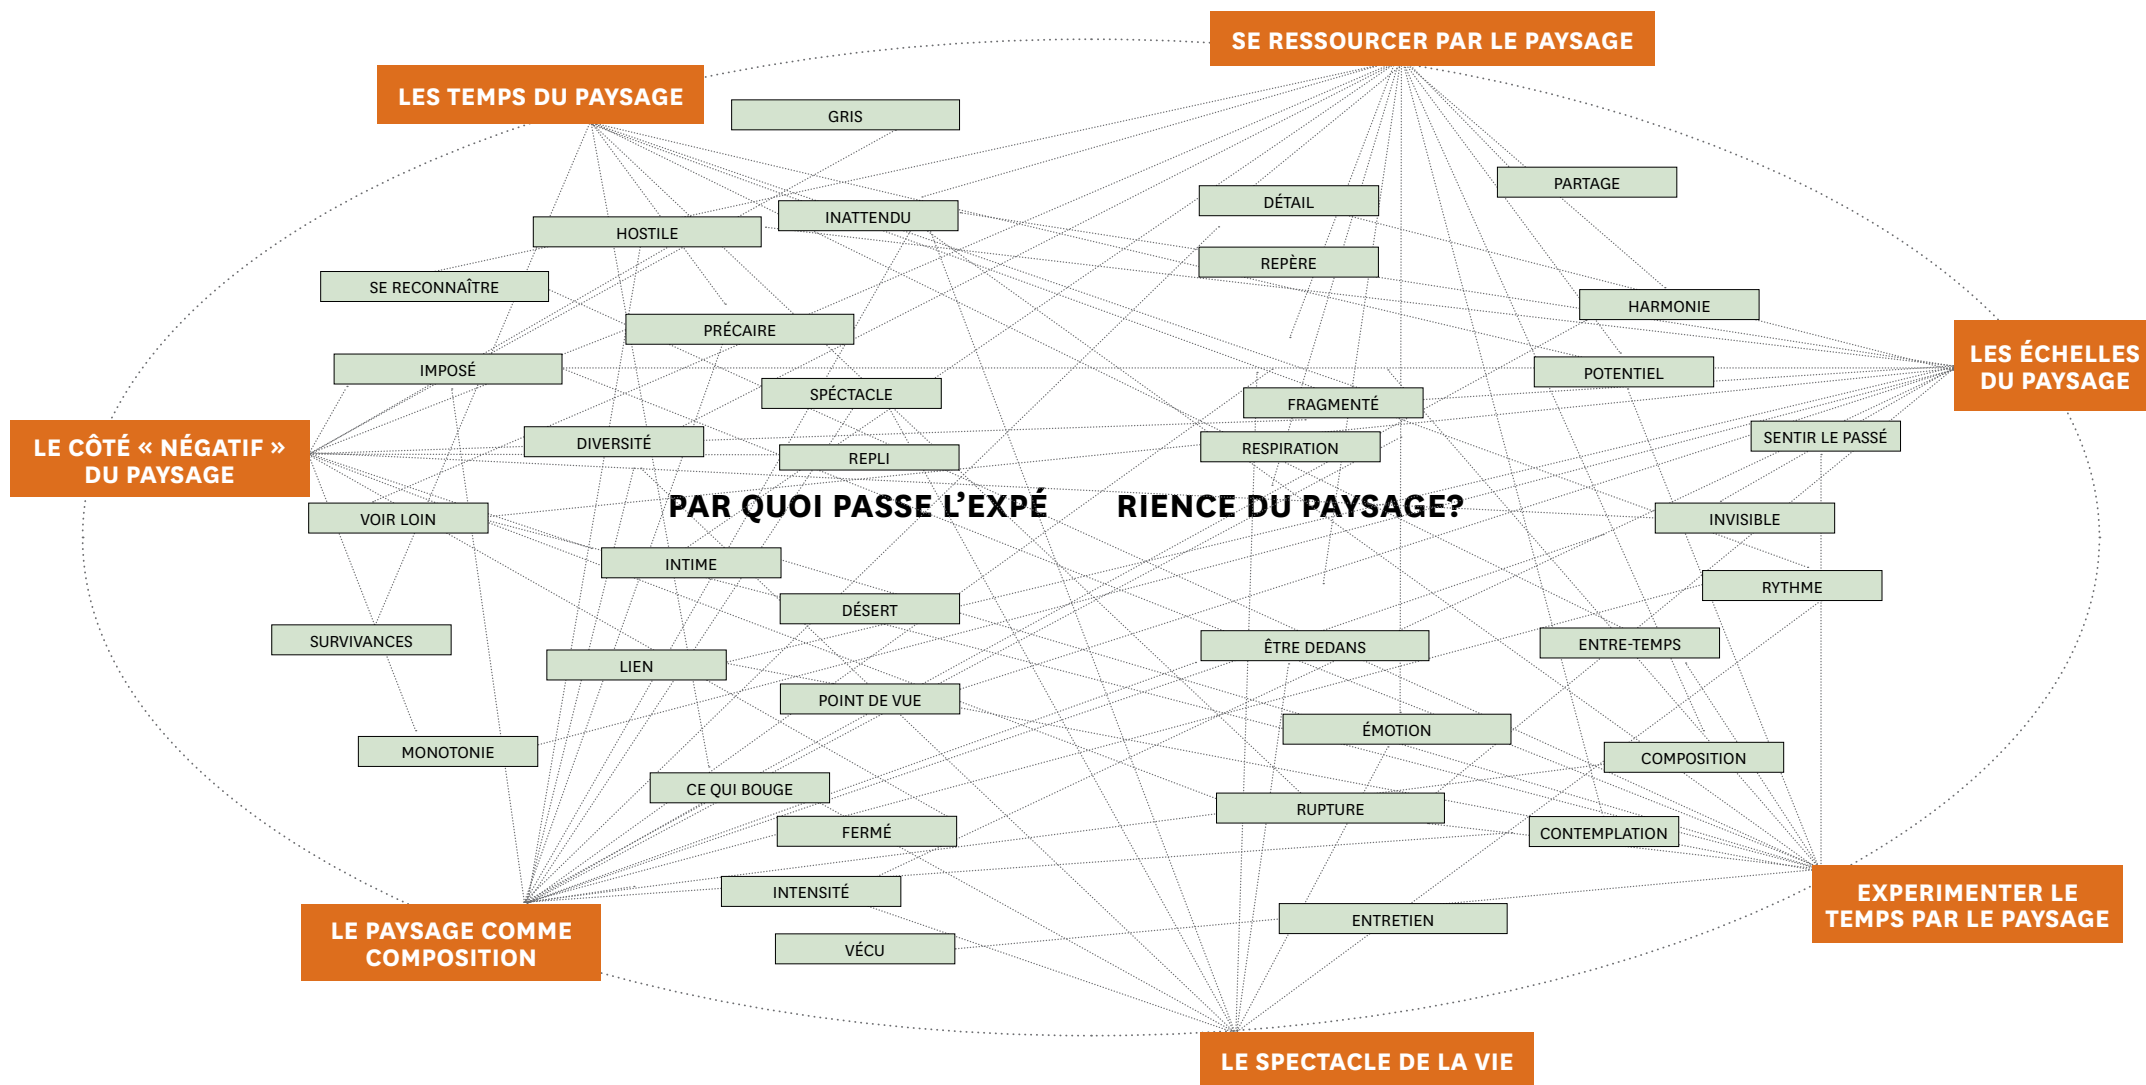 SE RESSOURCER PAR LE PAYSAGE
LES TEMPS DU PAYSAGE
GRIS
PARTAGE
DÉTAIL
INATTENDU
HOSTILE
REPÈRE
SE RECONNAÎTRE
HARMONIE
PRÉCAIRE
LES ÉCHELLES
DU PAYSAGE
IMPOSÉ
POTENTIEL
SPÉCTACLE
FRAGMENTÉ
LE CÔTÉ « NÉGATIF »
DU PAYSAGE
DIVERSITÉ
SENTIR LE PASSÉ
RESPIRATION
REPLI
PAR QUOI PASSE L’EXPÉ RIENCE DU PAYSAGE?
VOIR LOIN
INVISIBLE
INTIME
RYTHME
DÉSERT
SURVIVANCES
ÊTRE DEDANS
ENTRE-TEMPS
LIEN
POINT DE VUE
ÉMOTION
MONOTONIE
COMPOSITION
CE QUI BOUGE
RUPTURE
FERMÉ
CONTEMPLATION
INTENSITÉ
EXPERIMENTER LE
TEMPS PAR LE PAYSAGE
ENTRETIEN
LE PAYSAGE COMME
COMPOSITION
VÉCU
LE SPECTACLE DE LA VIE